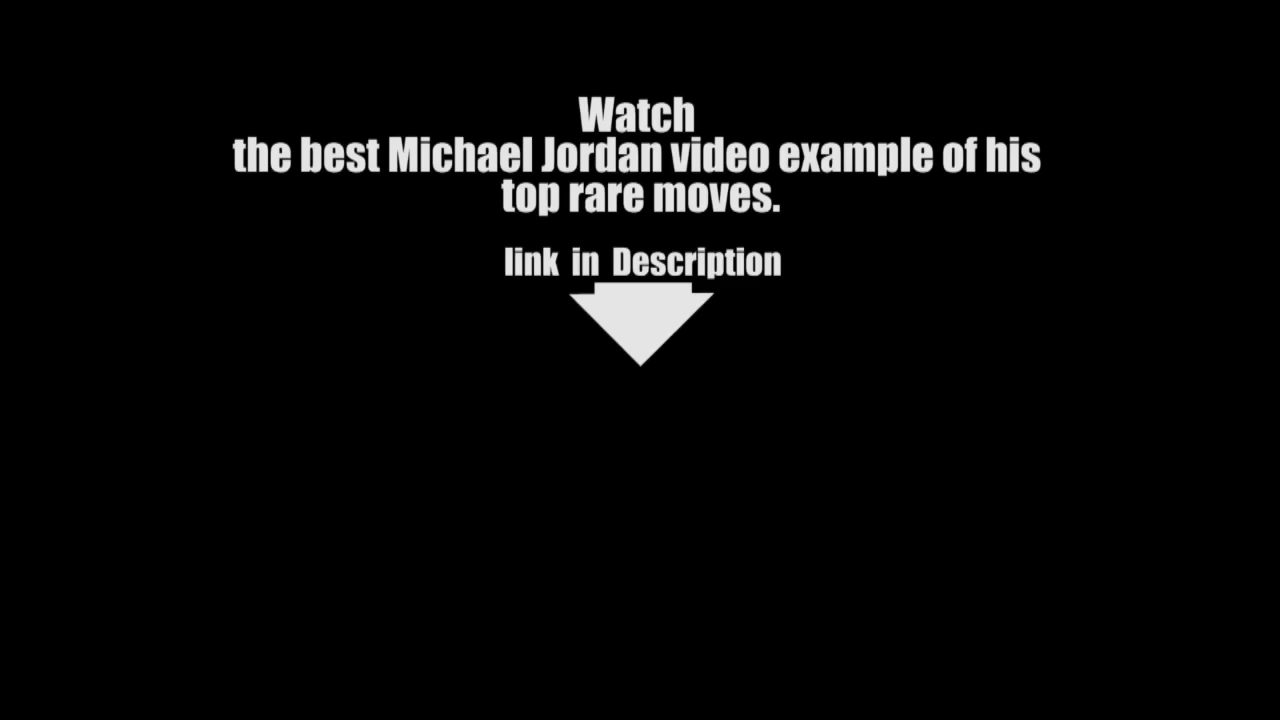 Watch
the best Michael Jordan video example of his
top rare moves.
link in Description